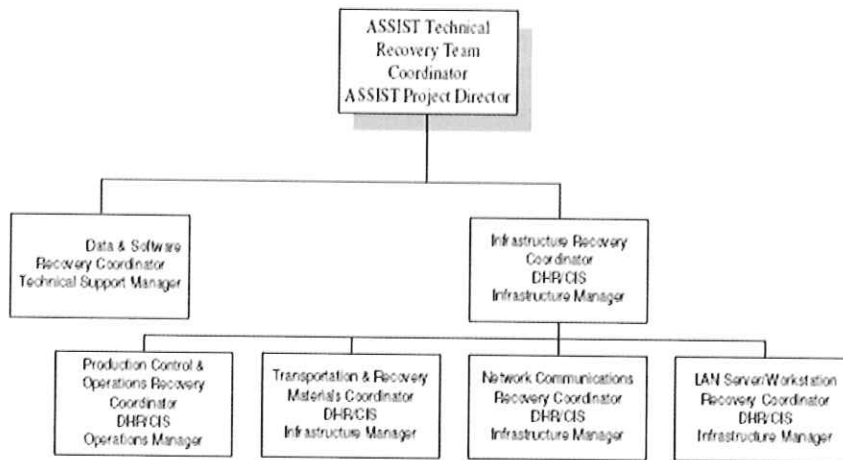 ASSIST Technical
Recovery Team
Coordinator
ASSIST Project Director
Data & Software
Recovery Coordinator
Technical Support Manager
Infrastructure Recovery
Coordinator
DHR/CIS
Infrastructure Manager
Production Control &
Operations Recovery
Coordinator
DHR/CIS
Operations Manager
Transportation & Recovery
Materials Coordinator
DHR/CIS
Infrastructure Manager
Network Communications
Recovery Coordinator
DHR/CIS
Infrastructure Manager
LAN Server/Workstation
Recovery Coordinator
DHR/CIS
Infrastructure Manager